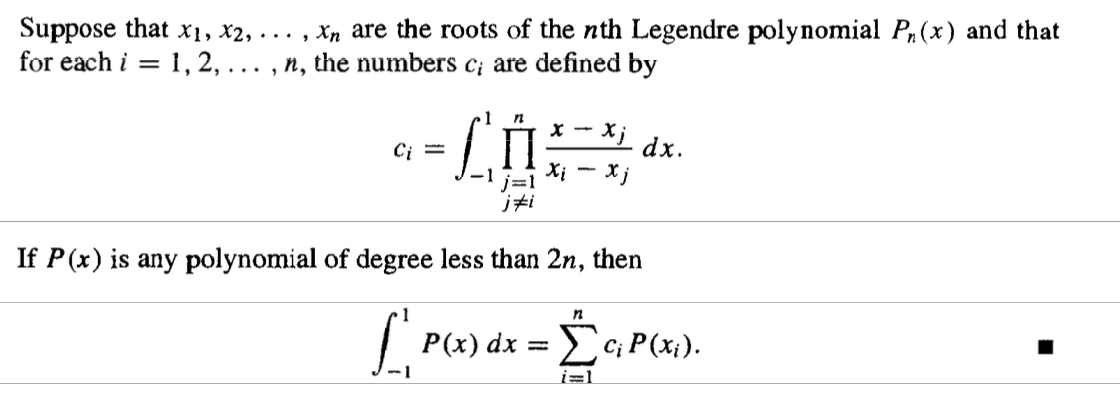 Suppose that x₁, x₂, . . . , xₙ are the roots of the nth Legendre polynomial Pₙ(x) and that
for each i = 1, 2, . . . , n, the numbers cᵢ are defined by
cᵢ = ∫₋₁¹ ∏ⱼ₌₁,ⱼ≠ᵢⁿ (x − xⱼ)/(xᵢ − xⱼ) dx.
If P(x) is any polynomial of degree less than 2n, then
∫₋₁¹ P(x) dx = ∑ᵢ₌₁ⁿ cᵢ P(xᵢ). ■